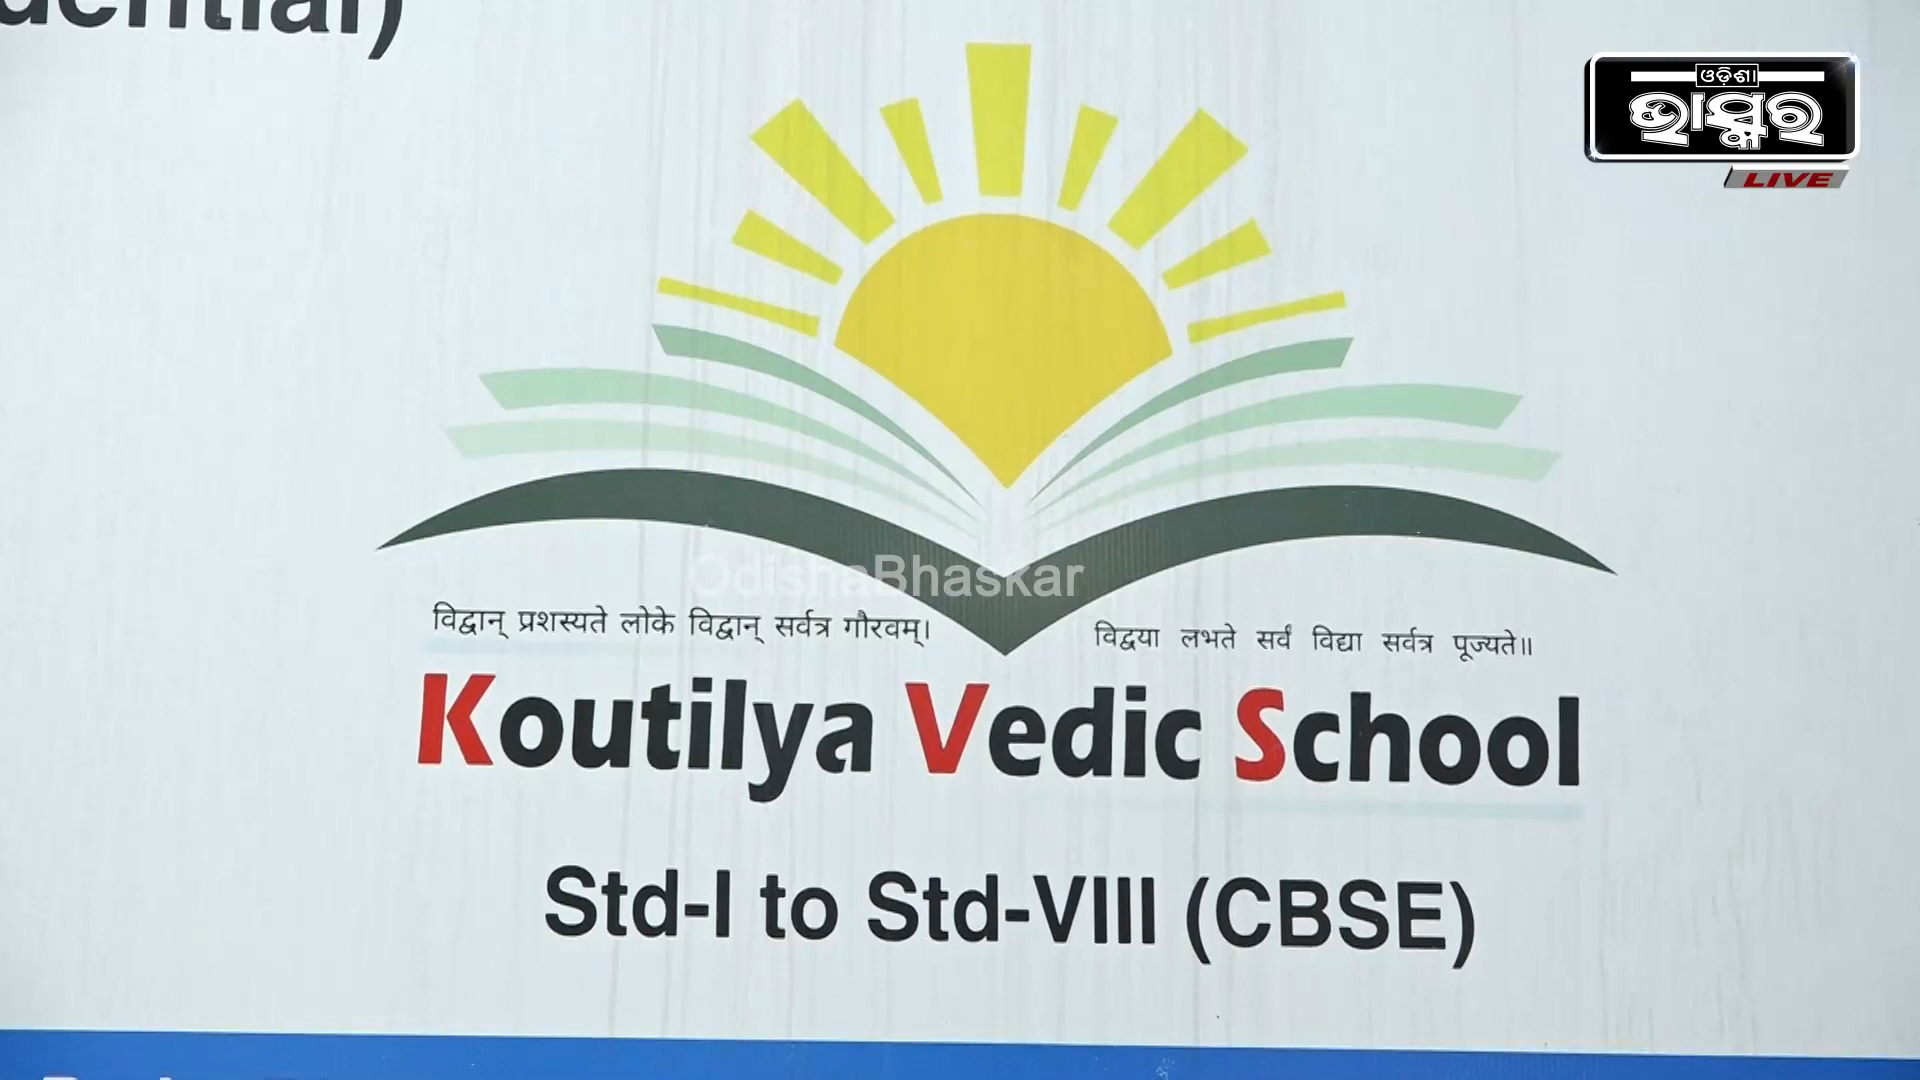 ଓଡ଼ିଶା
ଭାସ୍କର
LIVE
OdishaBhaskar
विद्वान् प्रशस्यते लोके विद्वान् सर्वत्र गौरवम्।
विद्वया लभते सर्वं विद्या सर्वत्र पूज्यते॥
Koutilya Vedic School
Std-I to Std-VIII (CBSE)